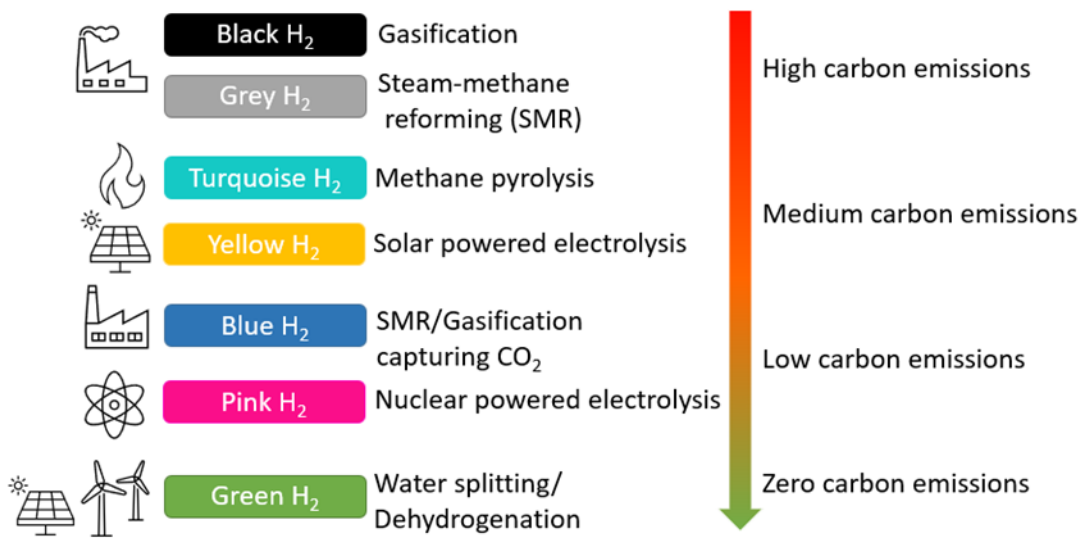 Black H₂
Gasification
High carbon emissions
Grey H₂
Steam-methane
reforming (SMR)
Turquoise H₂
Methane pyrolysis
Medium carbon emissions
Yellow H₂
Solar powered electrolysis
Blue H₂
SMR/Gasification
capturing CO₂
Low carbon emissions
Pink H₂
Nuclear powered electrolysis
Green H₂
Water splitting/
Dehydrogenation
Zero carbon emissions